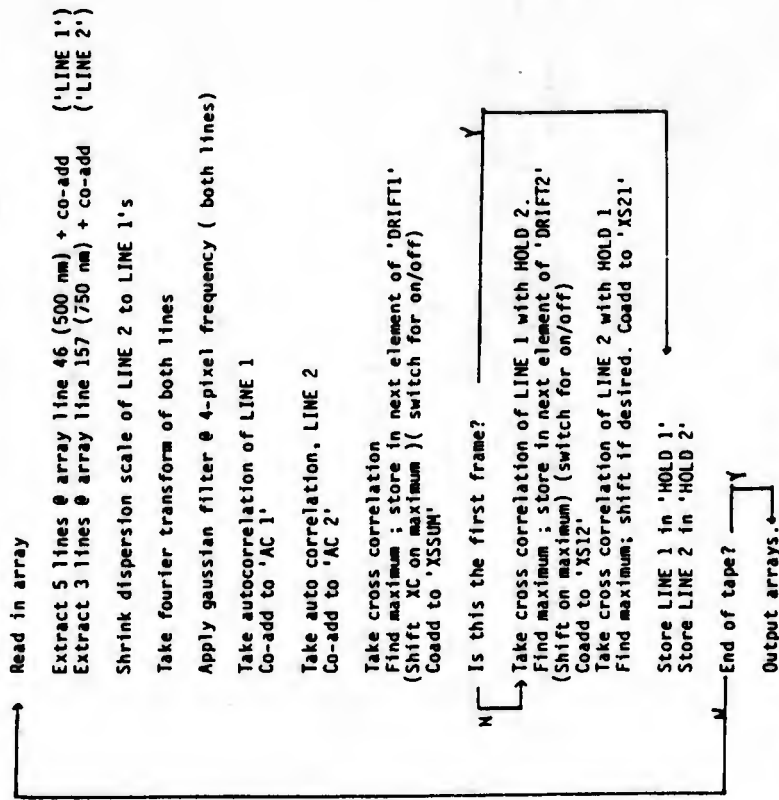 Read in array
Extract 5 lines @ array line 46 (500 nm) + co-add ('LINE 1')
Extract 3 lines @ array line 157 (750 nm) + co-add ('LINE 2')
Shrink dispersion scale of LINE 2 to LINE 1's
Take fourier transform of both lines
Apply gaussian filter @ 4-pixel frequency ( both lines)
Take autocorrelation of LINE 1
Co-add to 'AC 1'
Take auto correlation, LINE 2
Co-add to 'AC 2'
Take cross correlation
Find maximum ; store in next element of 'DRIFT1'
(Shift XC on maximum )( switch for on/off)
Coadd to 'XSSUM'
Is this the first frame? Y
N
Take cross correlation of LINE 1 with HOLD 2.
Find maximum ; store in next element of 'DRIFT2'
(Shift on maximum) (switch for on/off)
Coadd to 'XS12'
Take cross correlation of LINE 2 with HOLD 1
Find maximum; shift if desired. Coadd to 'XS21'
Store LINE 1 in 'HOLD 1'
Store LINE 2 in 'HOLD 2'
N End of tape? Y
Output arrays.